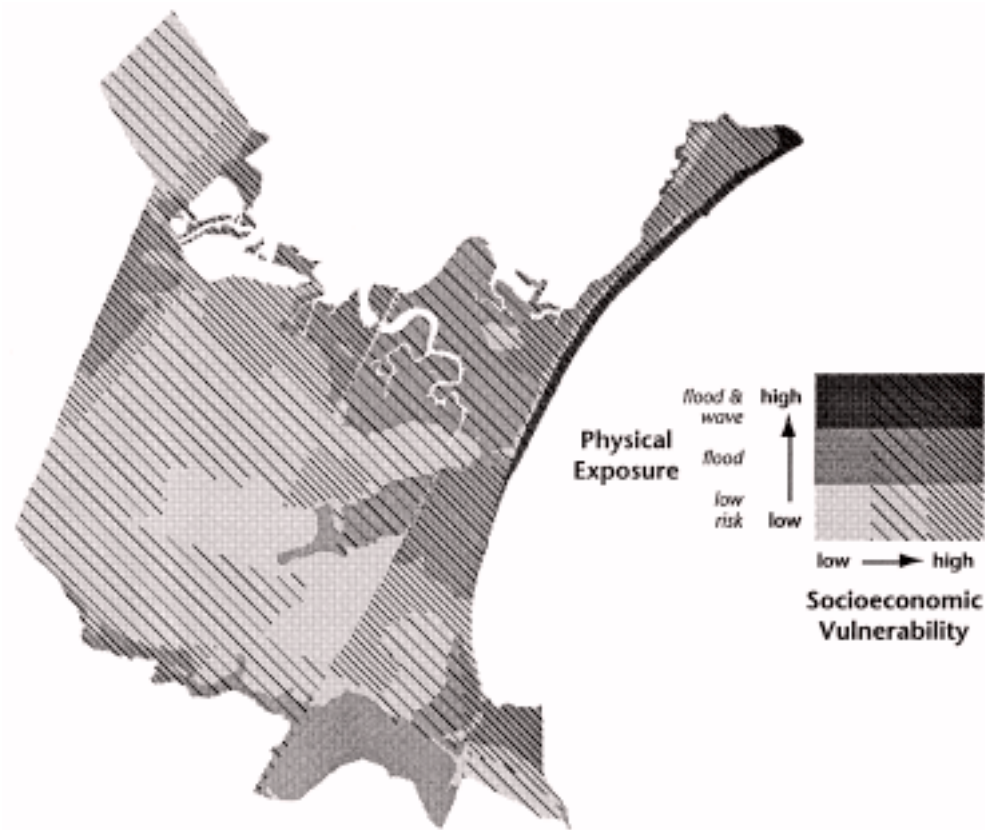 flood &
wave
high
Physical
Exposure
flood
low
risk
low
low
high
Socioeconomic
Vulnerability